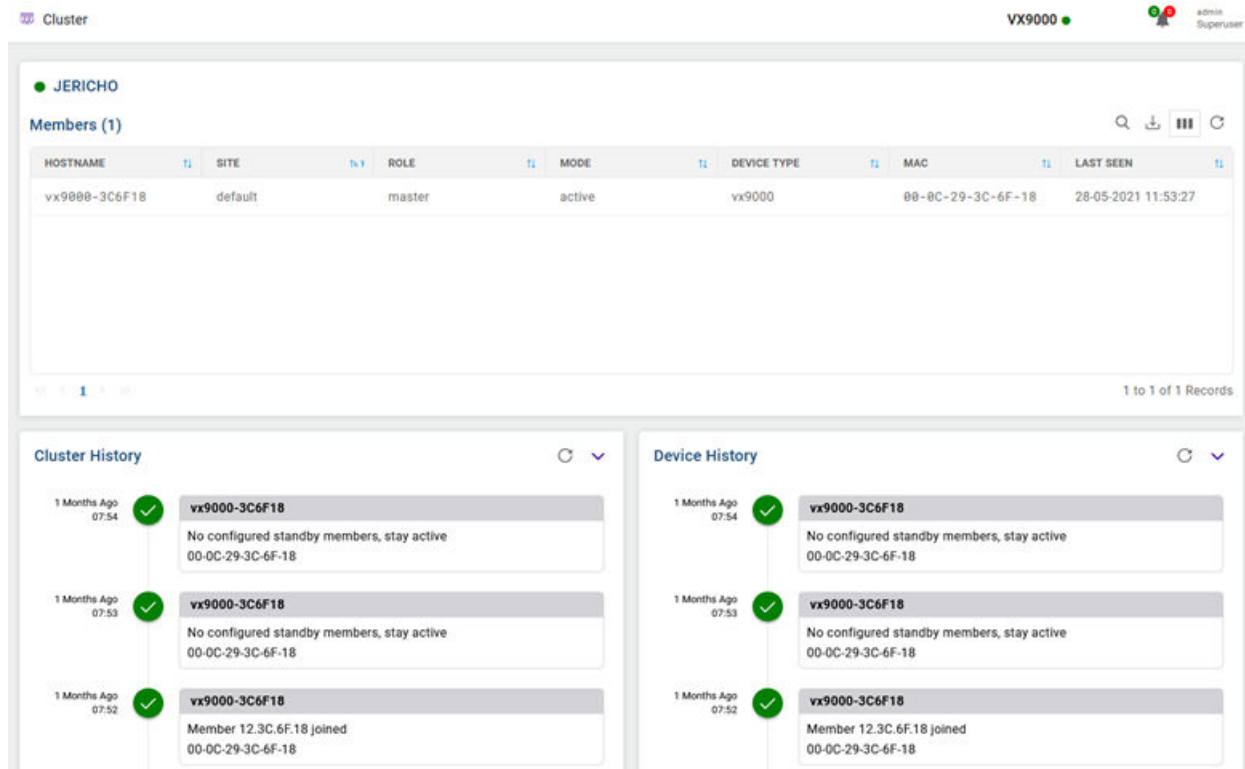 Cluster
VX9000
0 0
admin
Superuser
JERICHO
Members (1)
HOSTNAME SITE 1 ROLE MODE DEVICE TYPE MAC LAST SEEN
vx9000-3C6F18 default master active vx9000 00-0C-29-3C-6F-18 28-05-2021 11:53:27
1
1 to 1 of 1 Records
Cluster History
1 Months Ago
07:54
vx9000-3C6F18
No configured standby members, stay active
00-0C-29-3C-6F-18
1 Months Ago
07:53
vx9000-3C6F18
No configured standby members, stay active
00-0C-29-3C-6F-18
1 Months Ago
07:52
vx9000-3C6F18
Member 12.3C.6F.18 joined
00-0C-29-3C-6F-18
Device History
1 Months Ago
07:54
vx9000-3C6F18
No configured standby members, stay active
00-0C-29-3C-6F-18
1 Months Ago
07:53
vx9000-3C6F18
No configured standby members, stay active
00-0C-29-3C-6F-18
1 Months Ago
07:52
vx9000-3C6F18
Member 12.3C.6F.18 joined
00-0C-29-3C-6F-18